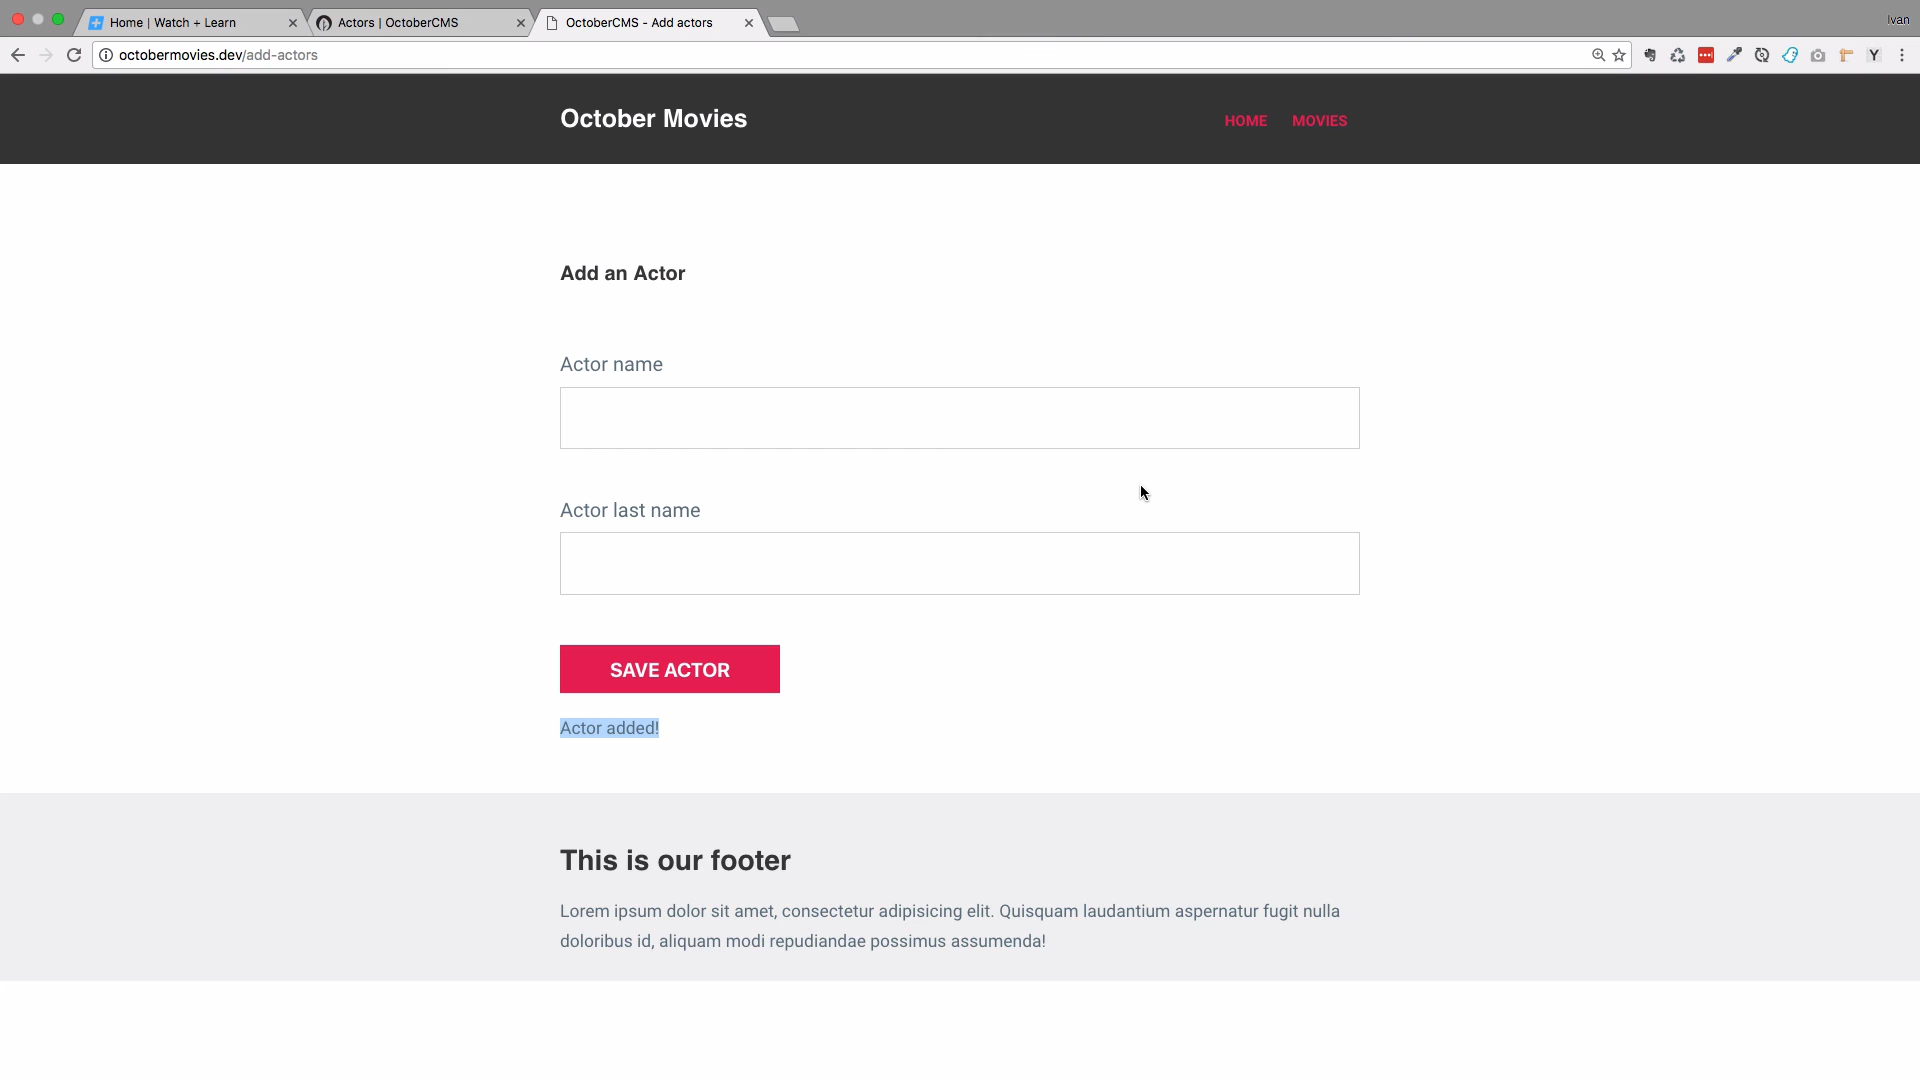 Home | Watch + Learn
Actors | OctoberCMS
OctoberCMS - Add actors
Ivan
octobermovies.dev/add-actors
October Movies
HOME
MOVIES
Add an Actor
Actor name
Actor last name
SAVE ACTOR
Actor added!
This is our footer
Lorem ipsum dolor sit amet, consectetur adipisicing elit. Quisquam laudantium aspernatur fugit nulla
doloribus id, aliquam modi repudiandae possimus assumenda!